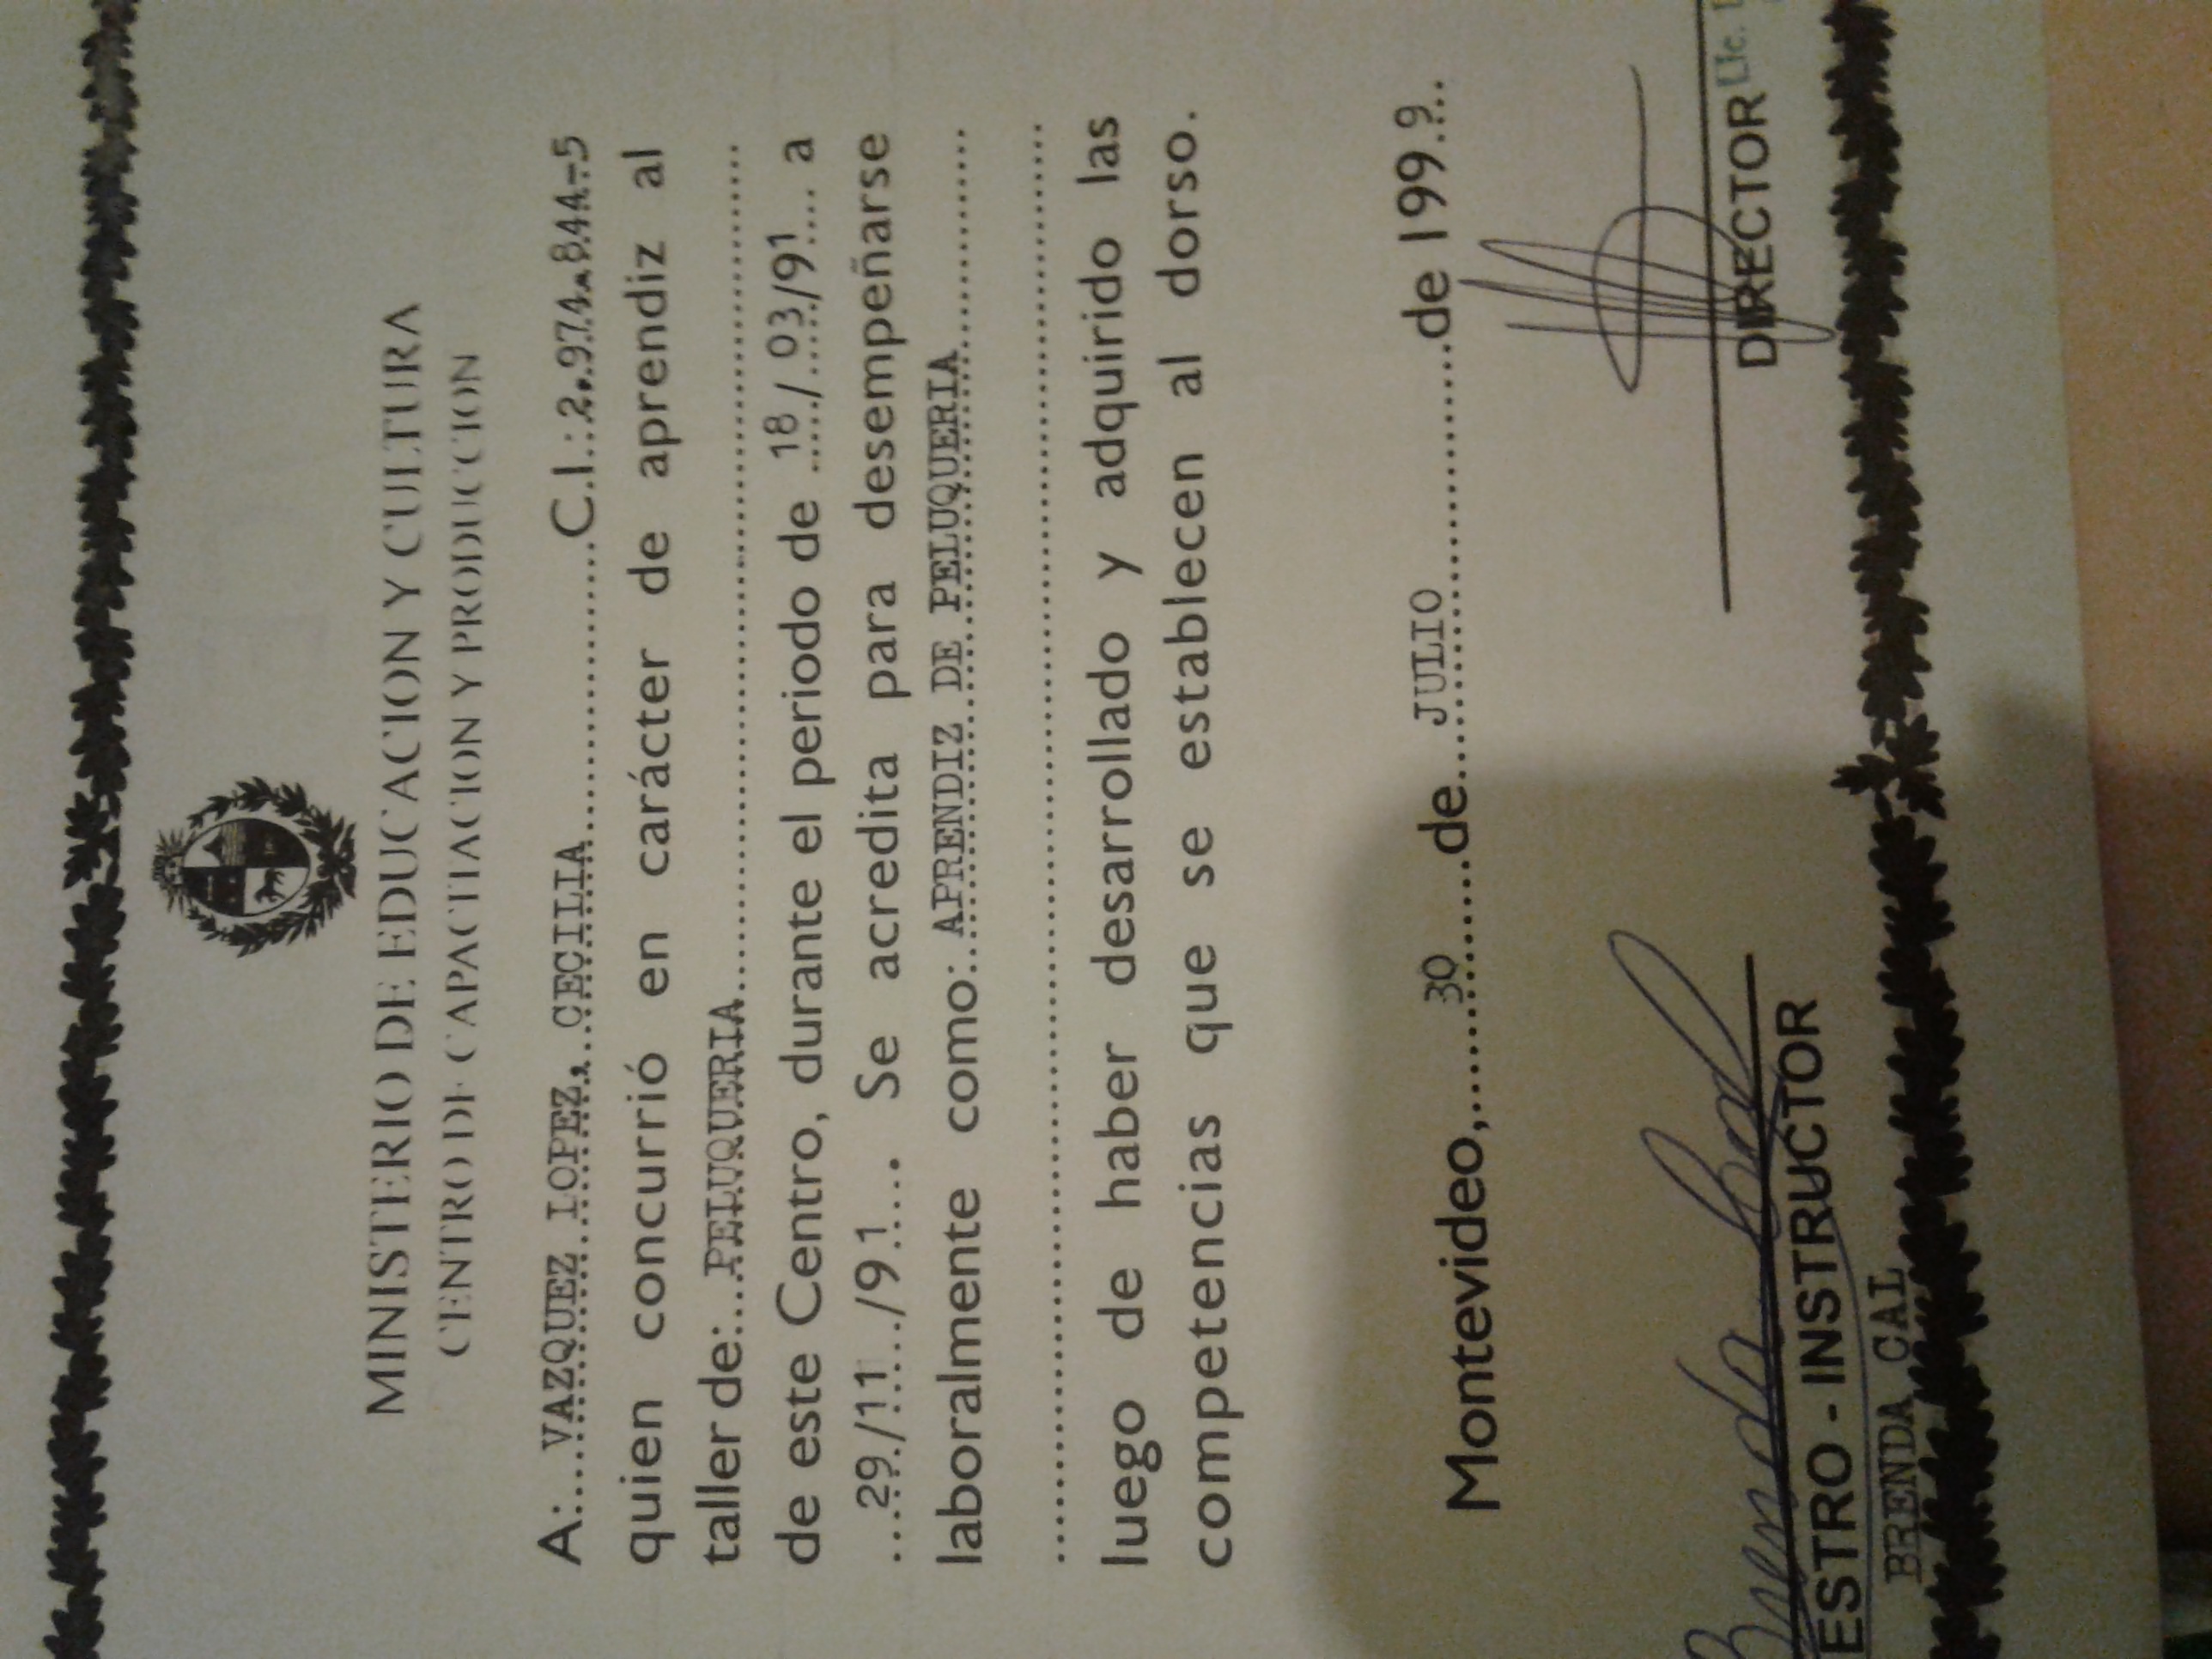 MINISTERIO DE EDUCACION Y CULTURA
CENTRO DE CAPACITACION Y PRODUCCION
A:...VAZQUEZ LOPEZ, CECILIA....................C.I.:2.974.844-5
quien concurrió en carácter de aprendiz al
taller de:...PELUQUERIA....................
de este Centro, durante el periodo de 18/03/91... a
...29/11../91.... Se acredita para desempeñarse
laboralmente como:..APRENDIZ DE PELUQUERIA...............
luego de haber desarrollado y adquirido las
competencias que se establecen al dorso.
Montevideo,......30......de...JULIO...............de 1999..
Brenda Cal
ESTRO - INSTRUCTOR
BRENDA CAL
DIRECTOR Lic.